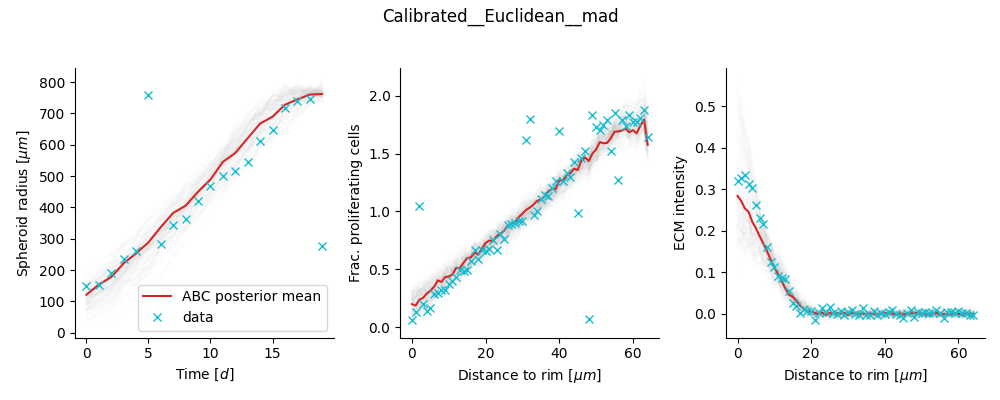 Calibrated__Euclidean__mad
Spheroid radius [μm]
800
700
600
500
400
300
200
100
0
ABC posterior mean
data
0 5 10 15
Time [d]
Frac. proliferating cells
2.0
1.5
1.0
0.5
0.0
0 20 40 60
Distance to rim [μm]
ECM intensity
0.5
0.4
0.3
0.2
0.1
0.0
0 20 40 60
Distance to rim [μm]